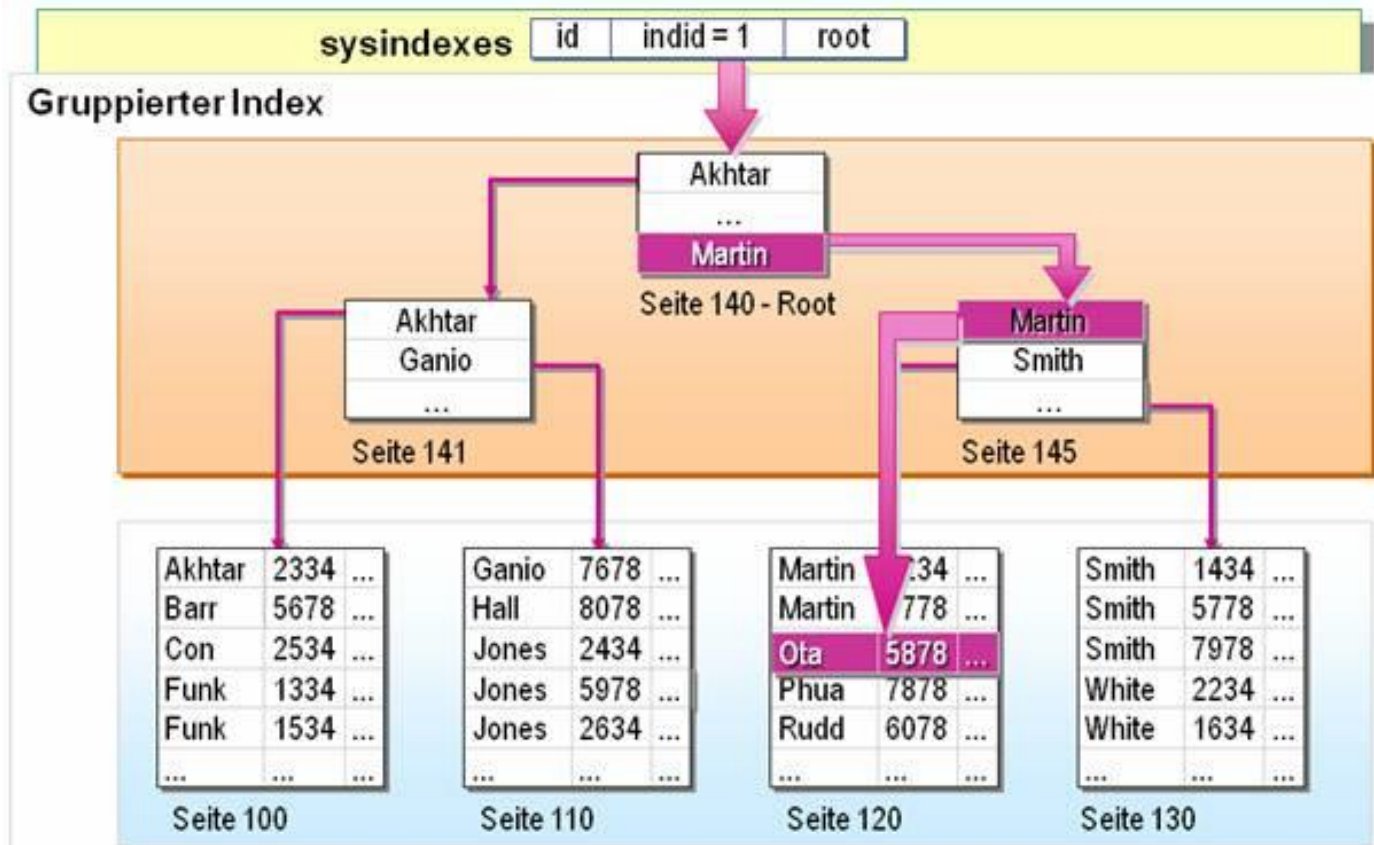 sysindexes id indid = 1 root
Gruppierter Index
Akhtar
...
Martin
Seite 140 - Root
Akhtar
Ganio
...
Seite 141
Martin
Smith
...
Seite 145
Akhtar 2334 ...
Barr 5678 ...
Con 2534 ...
Funk 1334 ...
Funk 1534 ...
... ... ...
Seite 100
Ganio 7678 ...
Hall 8078 ...
Jones 2434 ...
Jones 5978 ...
Jones 2634 ...
... ... ...
Seite 110
Martin ...
Martin ...
Ota 5878 ...
Phua 7878 ...
Rudd 6078 ...
... ... ...
Seite 120
Smith 1434 ...
Smith 5778 ...
Smith 7978 ...
White 2234 ...
White 1634 ...
... ... ...
Seite 130